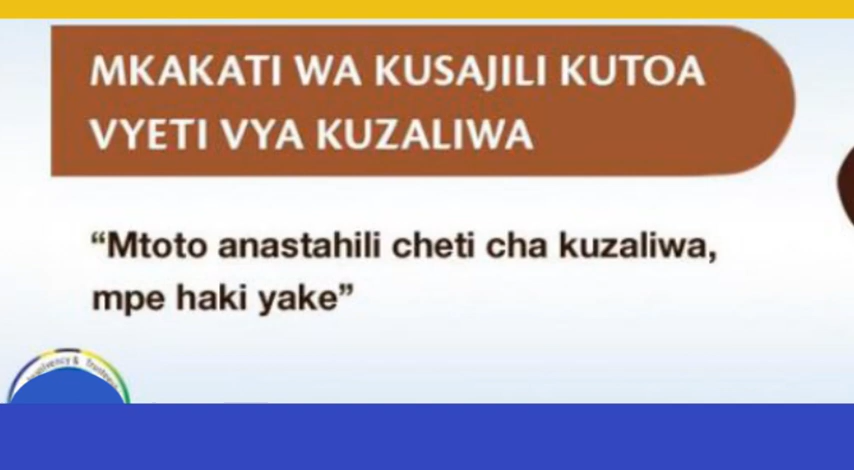 MKAKATI WA KUSAJILI KUTOA
VYETI VYA KUZALIWA
“Mtoto anastahili cheti cha kuzaliwa,
mpe haki yake”